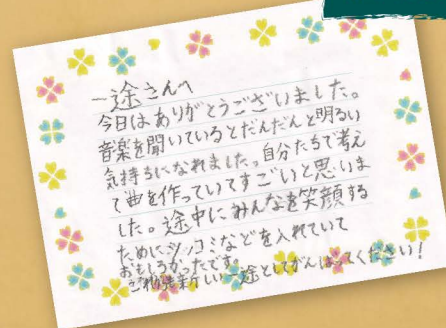 一途さんへ
今日はありがとうございました。
音楽を聞いているとだんだんと明るい
気持ちになれました。自分たちで考え
て曲を作っていてすごいと思いま
した。途中にみんなを笑顔する
ためにツッコミなどを入れていて
おもしろかったです。
新しい一途としてがんばってください！